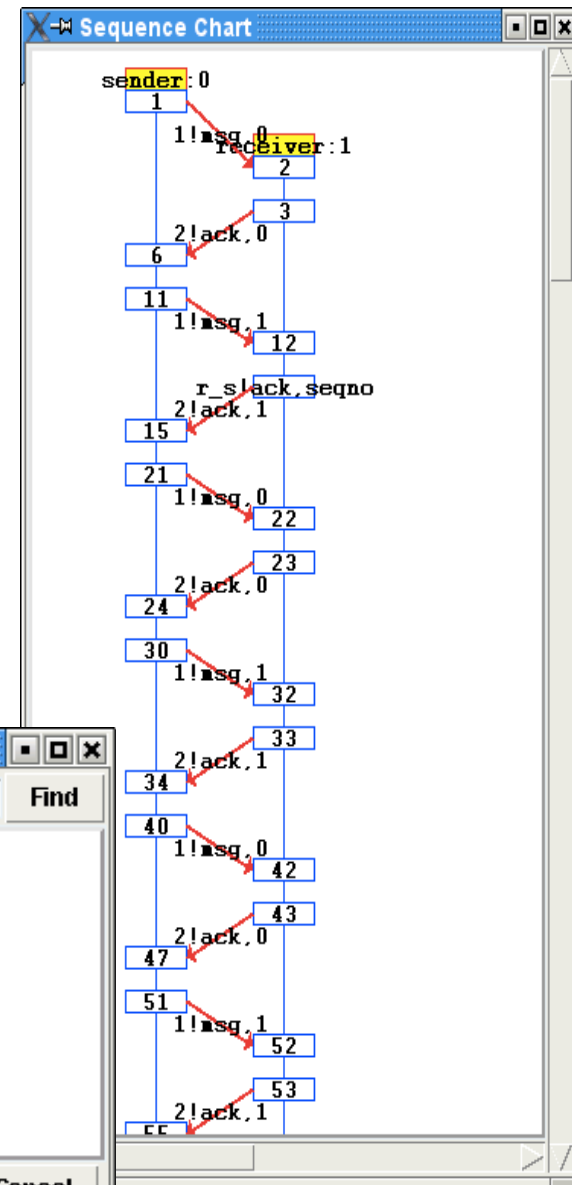 Sequence Chart
sender:0
1
1!msg,0
receiver:1
2
3
2!ack,0
6
11
1!msg,1
12
r_s!ack,seqno
2!ack,1
15
21
1!msg,0
22
23
2!ack,0
24
30
1!msg,1
32
33
2!ack,1
34
Find
40
1!msg,0
42
43
2!ack,0
47
51
1!msg,1
52
53
2!ack,1
55
Cancel